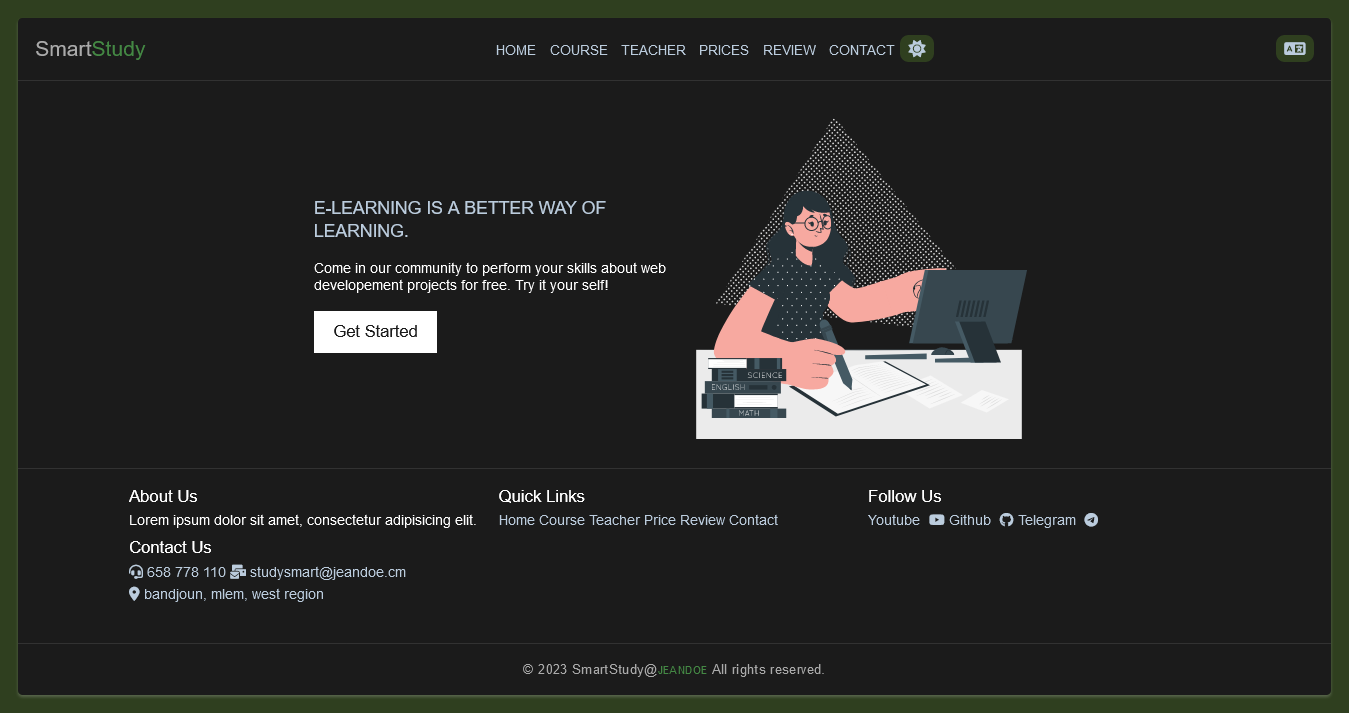 SmartStudy
HOME COURSE TEACHER PRICES REVIEW CONTACT
E-LEARNING IS A BETTER WAY OF
LEARNING.
Come in our community to perform your skills about web
developement projects for free. Try it your self!
Get Started
SCIENCE
ENGLISH
MATH
About Us
Lorem ipsum dolor sit amet, consectetur adipisicing elit.
Quick Links
Home Course Teacher Price Review Contact
Follow Us
Youtube Github Telegram
Contact Us
658 778 110 studysmart@jeandoe.cm
bandjoun, mlem, west region
© 2023 SmartStudy@JEANDOE All rights reserved.